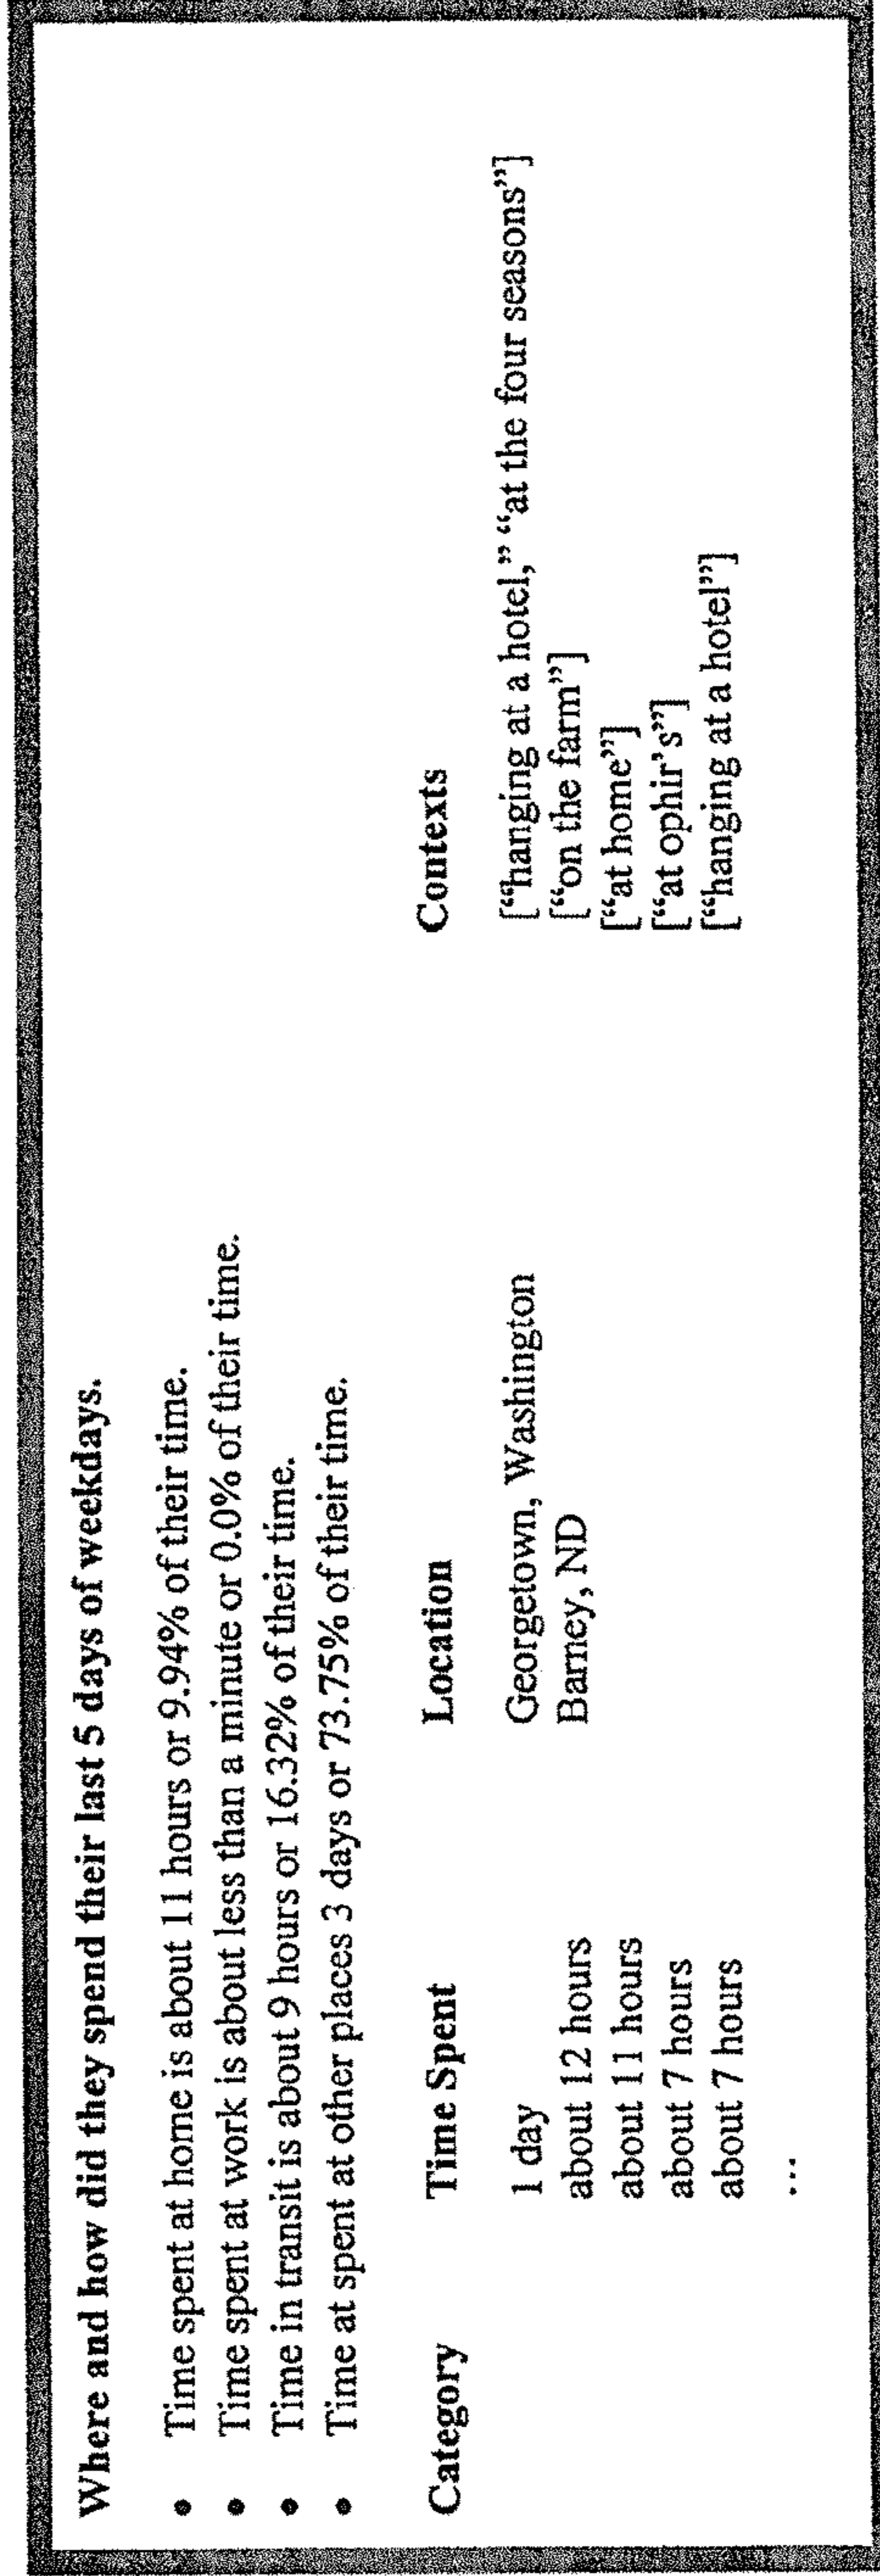 Where and how did they spend their last 5 days of weekdays.
• Time spent at home is about 11 hours or 9.94% of their time.
• Time spent at work is about less than a minute or 0.0% of their time.
• Time in transit is about 9 hours or 16.32% of their time.
• Time at spent at other places 3 days or 73.75% of their time.
Category Time Spent Location Contexts
1 day Georgetown, Washington [“hanging at a hotel,” “at the four seasons”]
about 12 hours Barney, ND [“on the farm”]
about 11 hours [“at home”]
about 7 hours [“at ophir's”]
about 7 hours [“hanging at a hotel”]
...